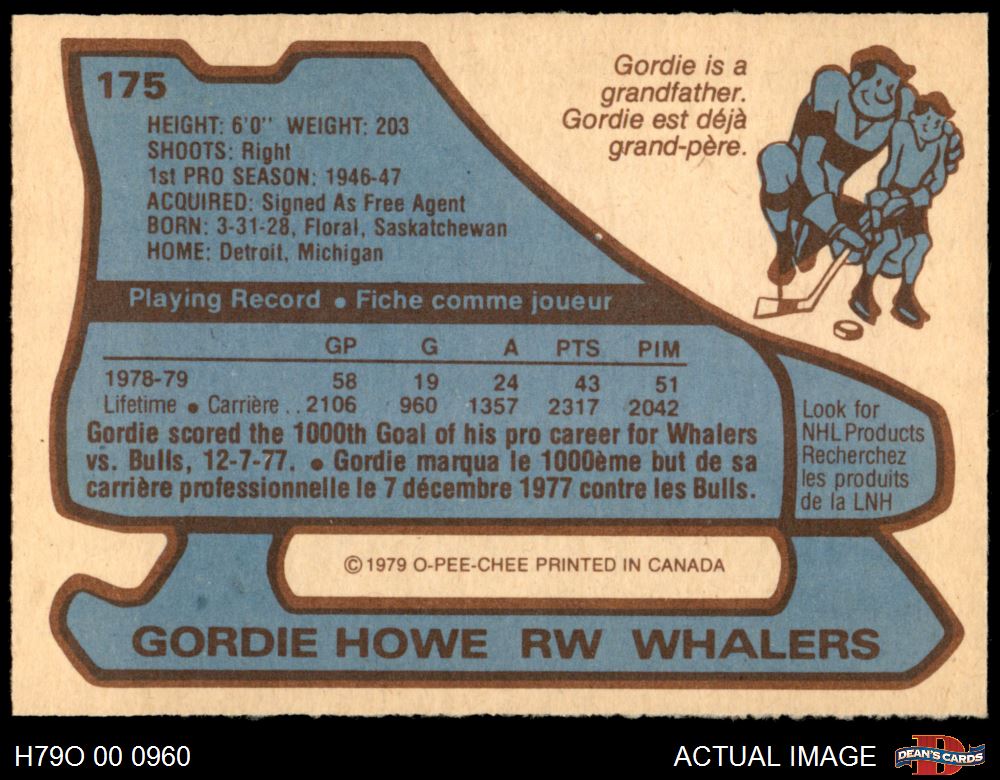 175
Gordie is a
grandfather.
Gordie est déjà
grand-père.
HEIGHT: 6'0" WEIGHT: 203
SHOOTS: Right
1st PRO SEASON: 1946-47
ACQUIRED: Signed As Free Agent
BORN: 3-31-28, Floral, Saskatchewan
HOME: Detroit, Michigan
Playing Record • Fiche comme joueur
GP G A PTS PIM
1978-79 58 19 24 43 51
Lifetime • Carrière . . 2106 960 1357 2317 2042
Gordie scored the 1000th Goal of his pro career for Whalers
vs. Bulls, 12-7-77. • Gordie marqua le 1000ème but de sa
carrière professionnelle le 7 décembre 1977 contre les Bulls.
Look for
NHL Products
Recherchez
les produits
de la LNH
© 1979 O-PEE-CHEE PRINTED IN CANADA
GORDIE HOWE RW WHALERS
H79O 00 0960
ACTUAL IMAGE
DEAN'S CARDS